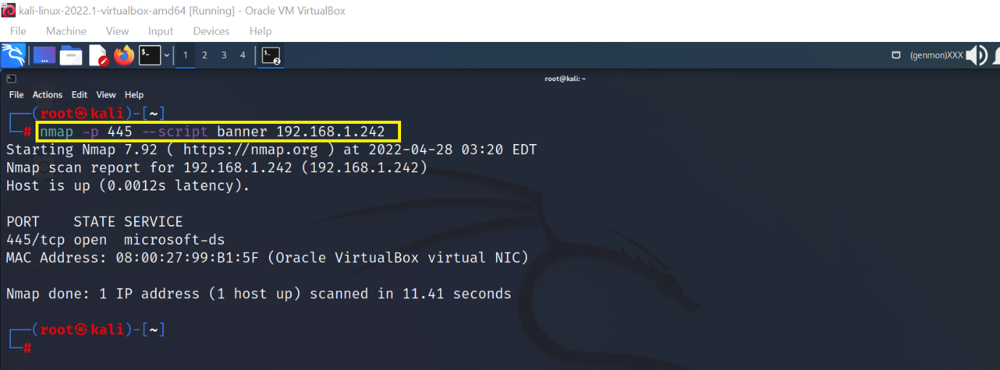 kali-linux-2022.1-virtualbox-amd64 [Running] - Oracle VM VirtualBox
File Machine View Input Devices Help
$_ 1 2 3 4 $_ 2 (genmon)XXX
root@kali: ~
File Actions Edit View Help
┌──(root㉿kali)-[~]
└─# nmap -p 445 --script banner 192.168.1.242
Starting Nmap 7.92 ( https://nmap.org ) at 2022-04-28 03:20 EDT
Nmap scan report for 192.168.1.242 (192.168.1.242)
Host is up (0.0012s latency).
PORT    STATE SERVICE
445/tcp open  microsoft-ds
MAC Address: 08:00:27:99:B1:5F (Oracle VirtualBox virtual NIC)
Nmap done: 1 IP address (1 host up) scanned in 11.41 seconds
┌──(root㉿kali)-[~]
└─#